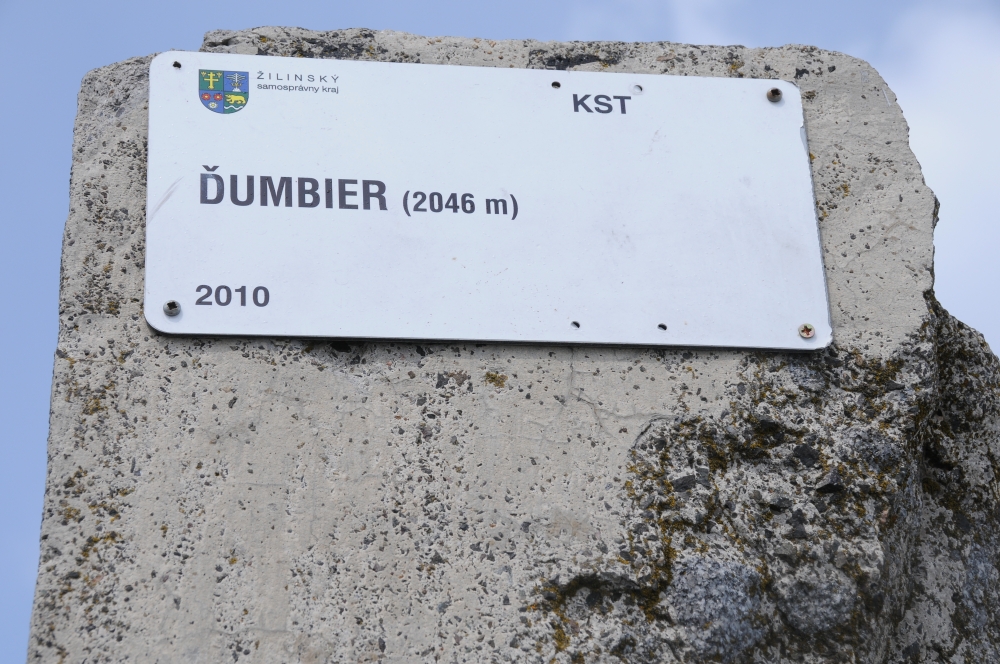 ŽILINSKÝ
samosprávny kraj
KST
ĎUMBIER (2046 m)
2010